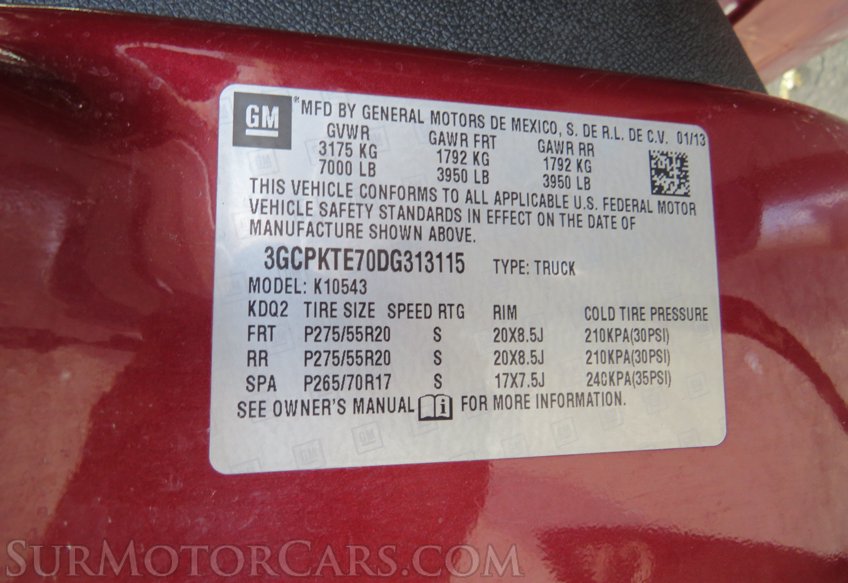 GM *MFD BY GENERAL MOTORS DE MEXICO, S. DE R.L. DE C.V. 01/13
GVWR GAWR FRT GAWR RR
3175 KG 1792 KG 1792 KG
7000 LB 3950 LB 3950 LB
THIS VEHICLE CONFORMS TO ALL APPLICABLE U.S. FEDERAL MOTOR
VEHICLE SAFETY STANDARDS IN EFFECT ON THE DATE OF
MANUFACTURE SHOWN ABOVE.
3GCPKTE70DG313115 TYPE: TRUCK
MODEL: K10543
KDQ2 TIRE SIZE SPEED RTG RIM COLD TIRE PRESSURE
FRT P275/55R20 S 20X8.5J 210KPA(30PSI)
RR P275/55R20 S 20X8.5J 210KPA(30PSI)
SPA P265/70R17 S 17X7.5J 240KPA(35PSI)
SEE OWNER'S MANUAL i FOR MORE INFORMATION.
SurMotorCars.com